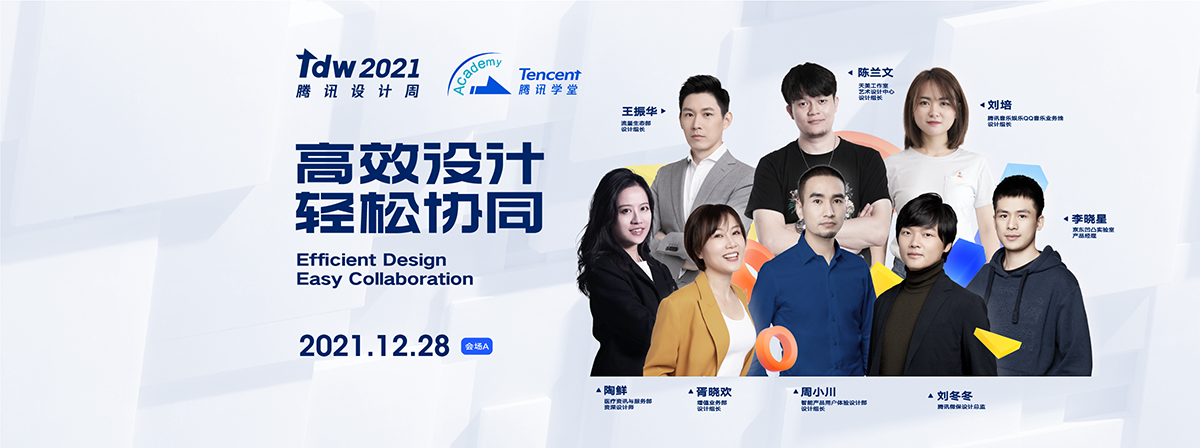 tdw 2021
腾讯设计周
Academy
Tencent
腾讯学堂
高效设计
轻松协同
Efficient Design
Easy Collaboration
2021.12.28
会场A
王振华
流量生态部
设计组长
陈兰文
天美工作室
艺术设计中心
设计组长
刘培
腾讯音乐娱乐QQ音乐业务线
设计组长
李晓星
京东凹凸实验室
产品经理
陶鲜
医疗资讯与服务部
资深设计师
胥晓欢
增值业务部
设计组长
周小川
智能产品用户体验设计部
设计组长
刘冬冬
腾讯微保设计总监